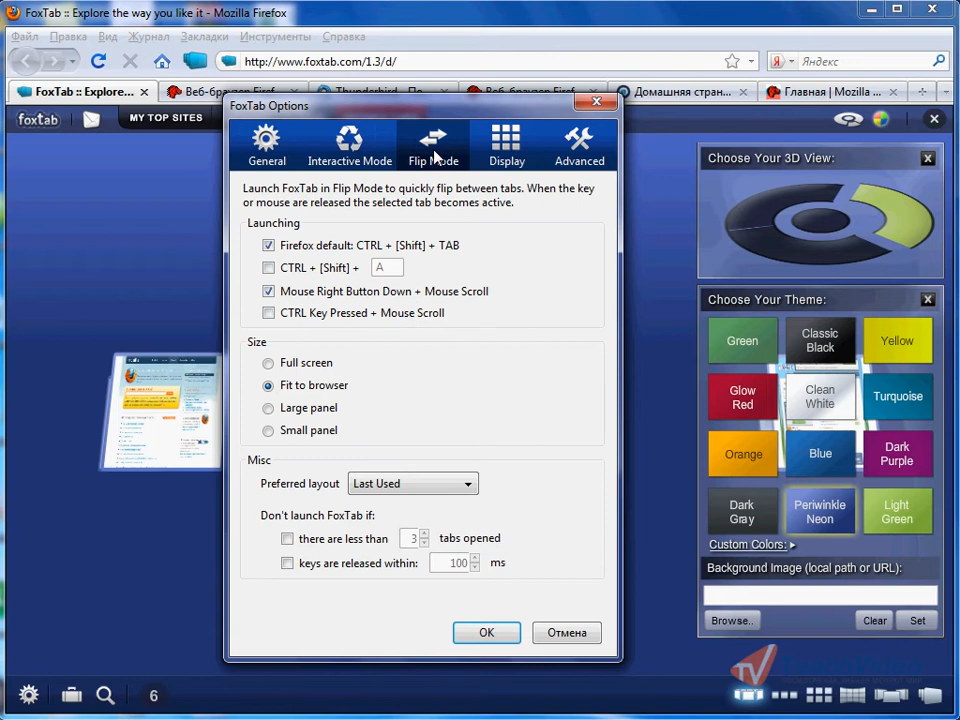 FoxTab :: Explore the way you like it - Mozilla Firefox
Файл Правка Вид Журнал Закладки Инструменты Справка
http://www.foxtab.com/1.3/d/
Яндекс
FoxTab :: Explore...
Веб-браузер Firef...
Thunderbird - По...
Веб-браузер Firef...
Домашняя стран...
Главная | Mozilla ...
foxtab
MY TOP SITES
FoxTab Options
General
Interactive Mode
Flip Mode
Display
Advanced
Launch FoxTab in Flip Mode to quickly flip between tabs. When the key
or mouse are released the selected tab becomes active.
Launching
Firefox default: CTRL + [Shift] + TAB
CTRL + [Shift] + A
Mouse Right Button Down + Mouse Scroll
CTRL Key Pressed + Mouse Scroll
Size
Full screen
Fit to browser
Large panel
Small panel
Misc
Preferred layout Last Used
Don't launch FoxTab if:
there are less than 3 tabs opened
keys are released within: 100 ms
OK
Отмена
Choose Your 3D View:
Choose Your Theme:
Green
Classic
Black
Yellow
Glow
Red
Clean
White
Turquoise
Orange
Blue
Dark
Purple
Dark
Gray
Periwinkle
Neon
Light
Green
Custom Colors:
Background Image (local path or URL):
Browse..
Clear
Set
6
TV